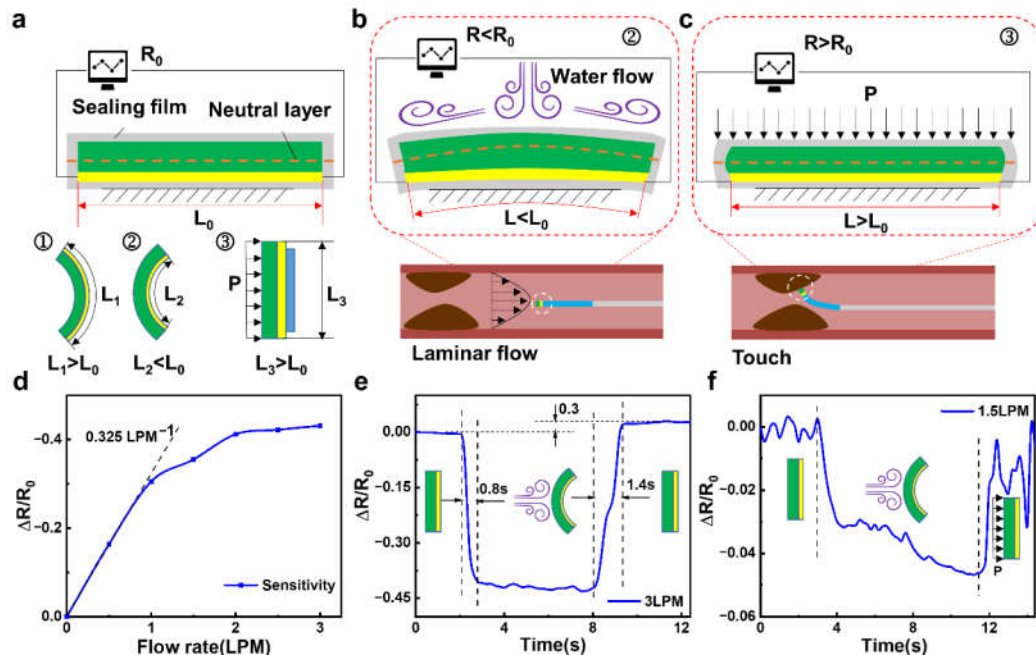 a
R₀
Sealing film
Neutral layer
L₀
①
②
③
L₁
L₂
P
L₃
L₁>L₀
L₂<L₀
L₃>L₀
b
R<R₀
②
Water flow
L<L₀
Laminar flow
c
R>R₀
③
P
L>L₀
Touch
d
ΔR/R₀
-0.4
-0.2
0.0
0.325 LPM⁻¹
Sensitivity
0
1
2
3
Flow rate(LPM)
e
ΔR/R₀
0.00
-0.15
-0.30
-0.45
0.3
0.8s
1.4s
3LPM
0
4
8
12
Time(s)
f
ΔR/R₀
0.00
-0.02
-0.04
-0.06
1.5LPM
P
0
4
8
12
Time(s)